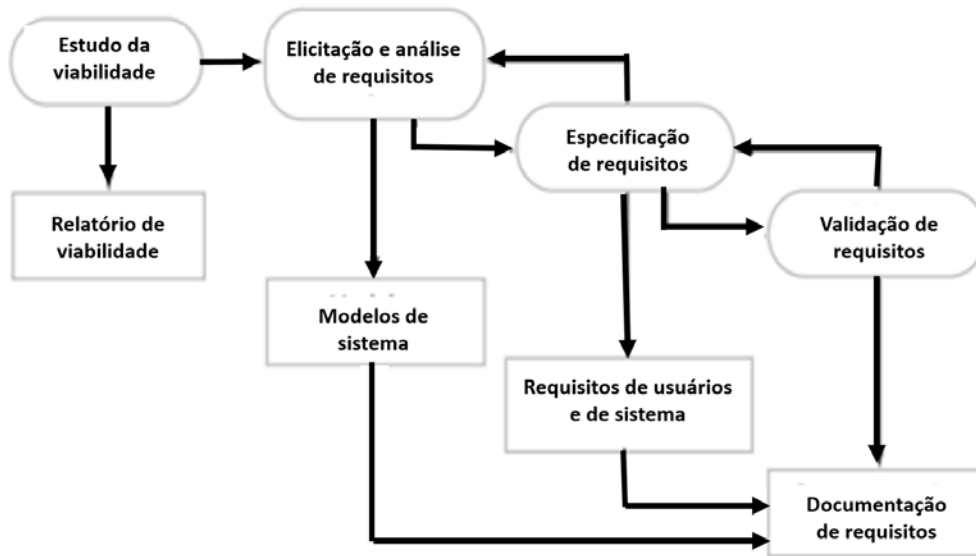 Estudo da
viabilidade
Elicitação e análise
de requisitos
Especificação
de requisitos
Validação de
requisitos
Relatório de
viabilidade
Modelos de
sistema
Requisitos de usuários
e de sistema
Documentação
de requisitos